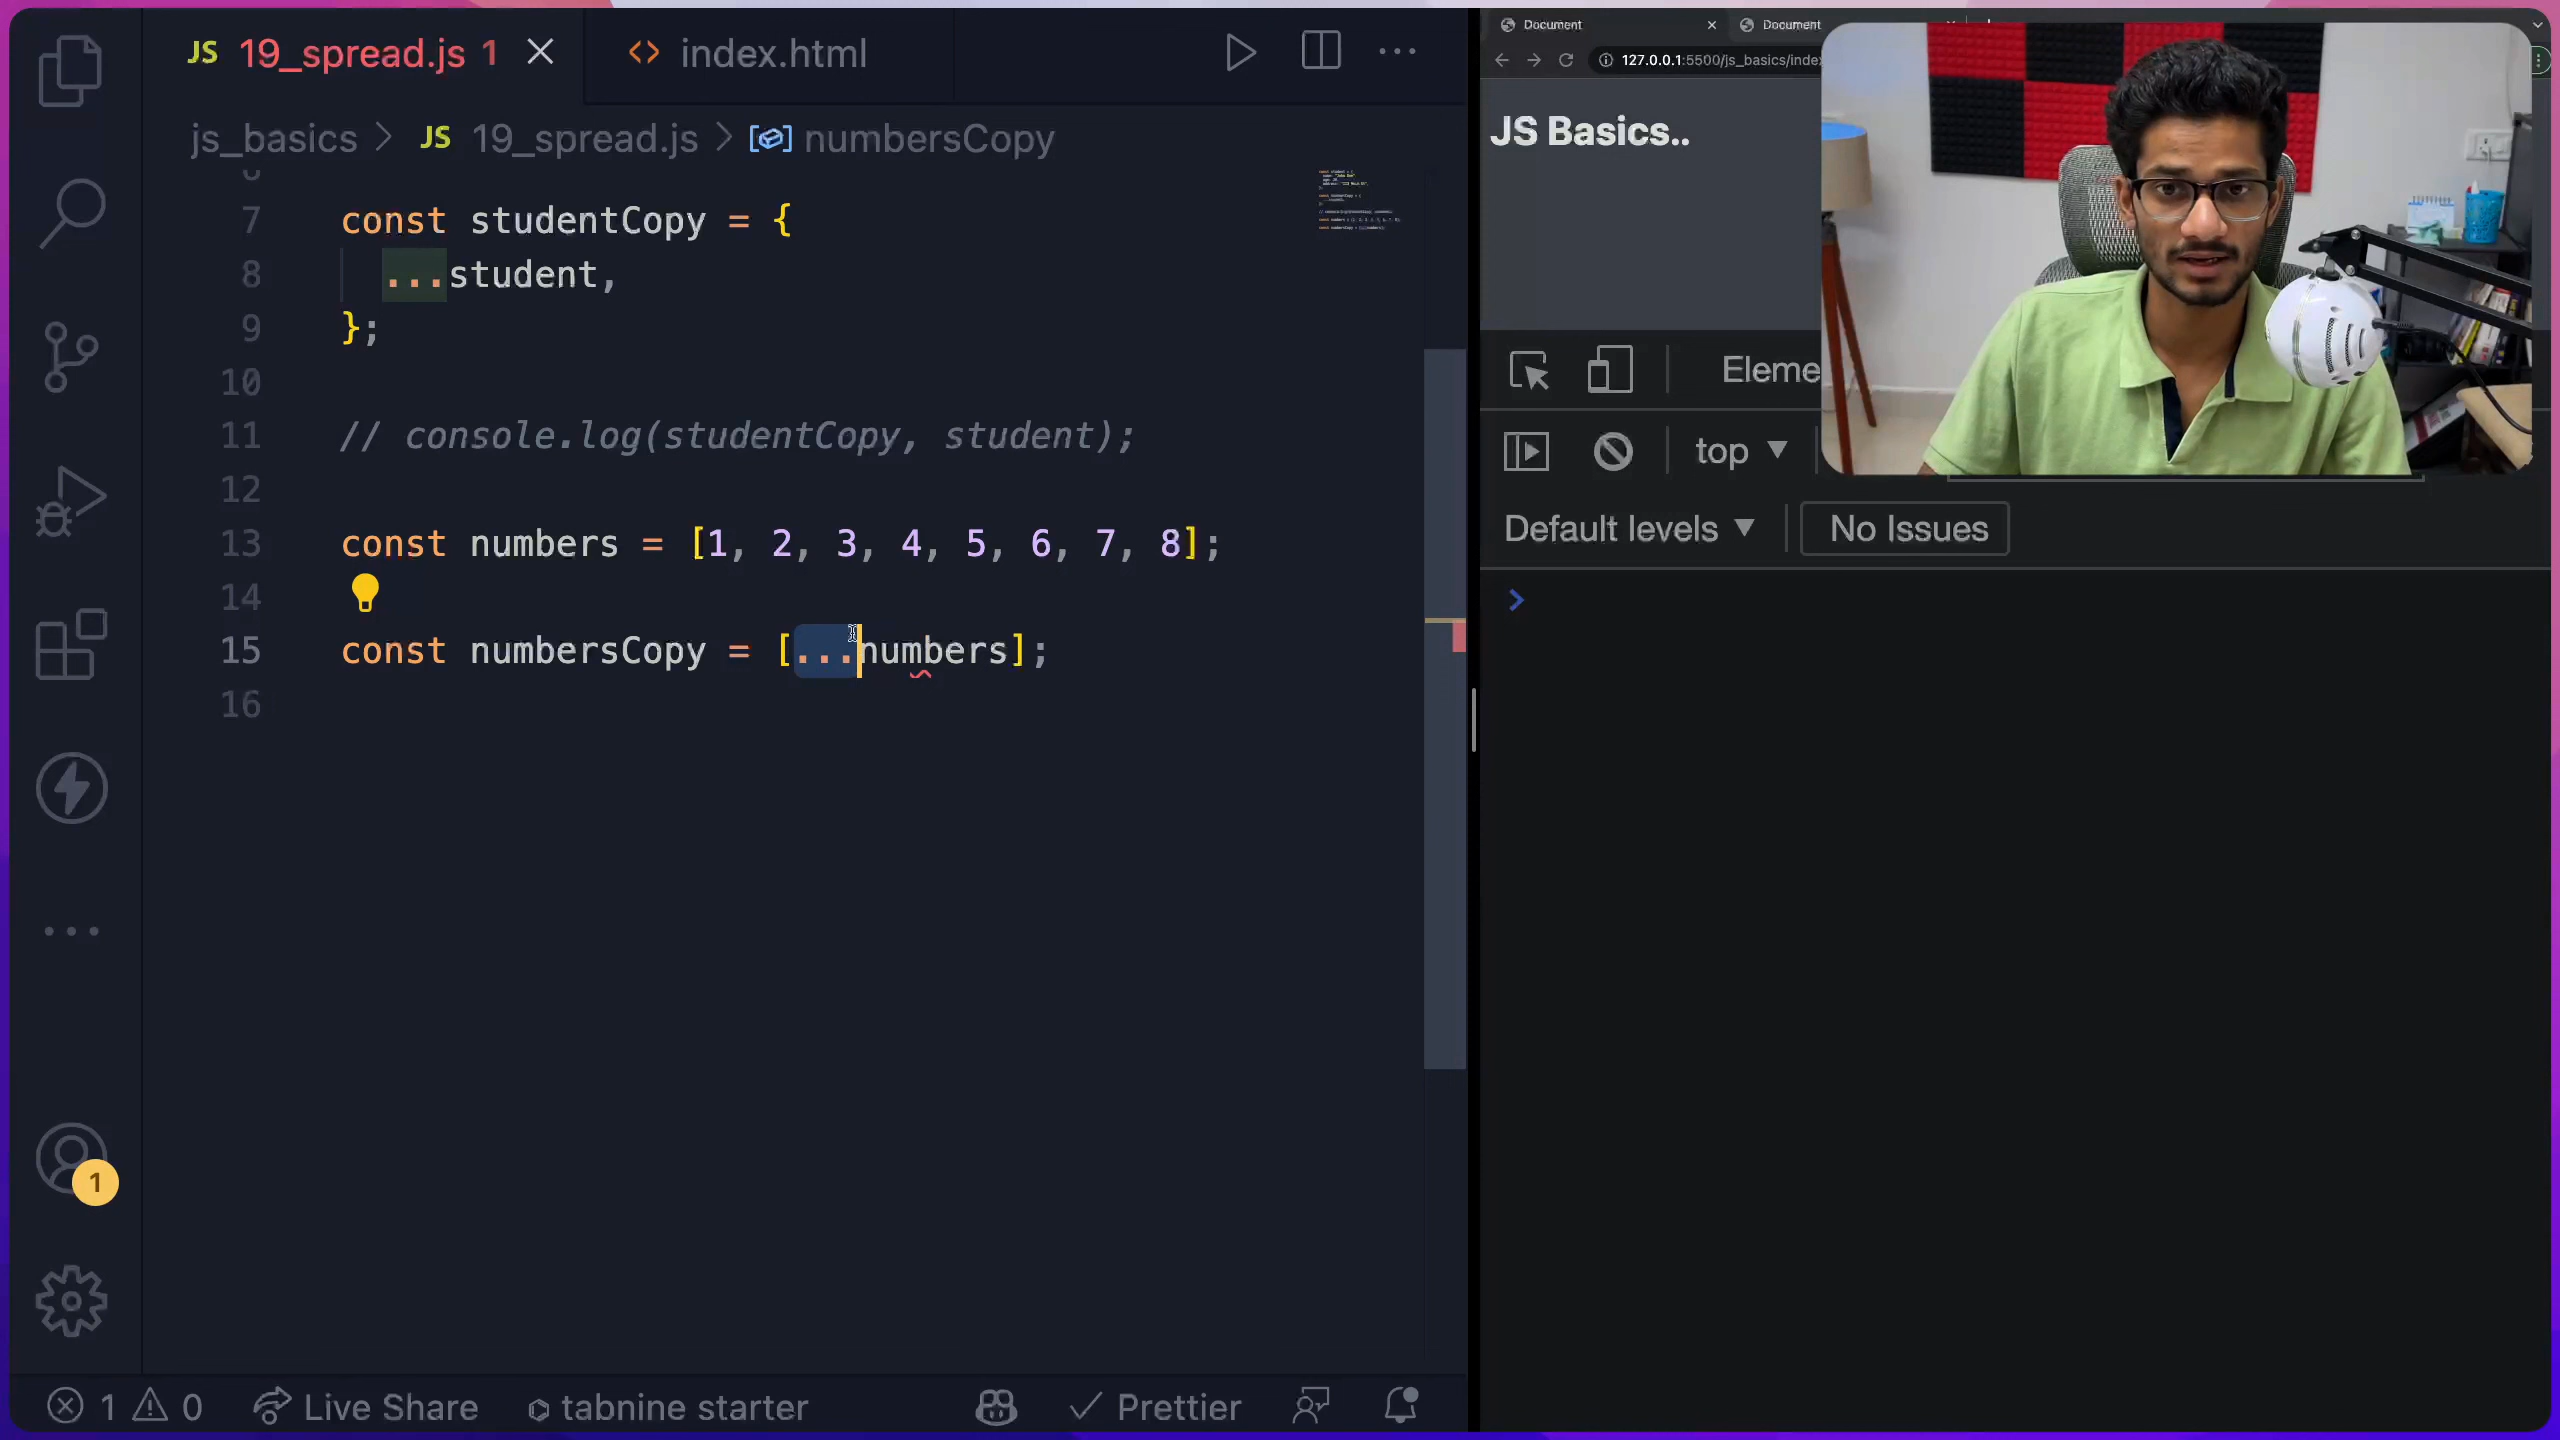 JS 19_spread.js 1
<> index.html
js_basics > JS 19_spread.js > numbersCopy
7 const studentCopy = {
8 ...student,
9 };
10
11 // console.log(studentCopy, student);
12
13 const numbers = [1, 2, 3, 4, 5, 6, 7, 8];
14
15 const numbersCopy = [...numbers];
16
1
1 0 Live Share tabnine starter Prettier
Document
Document
127.0.0.1:5500/js_basics/index
JS Basics..
Eleme
top
Default levels
No Issues